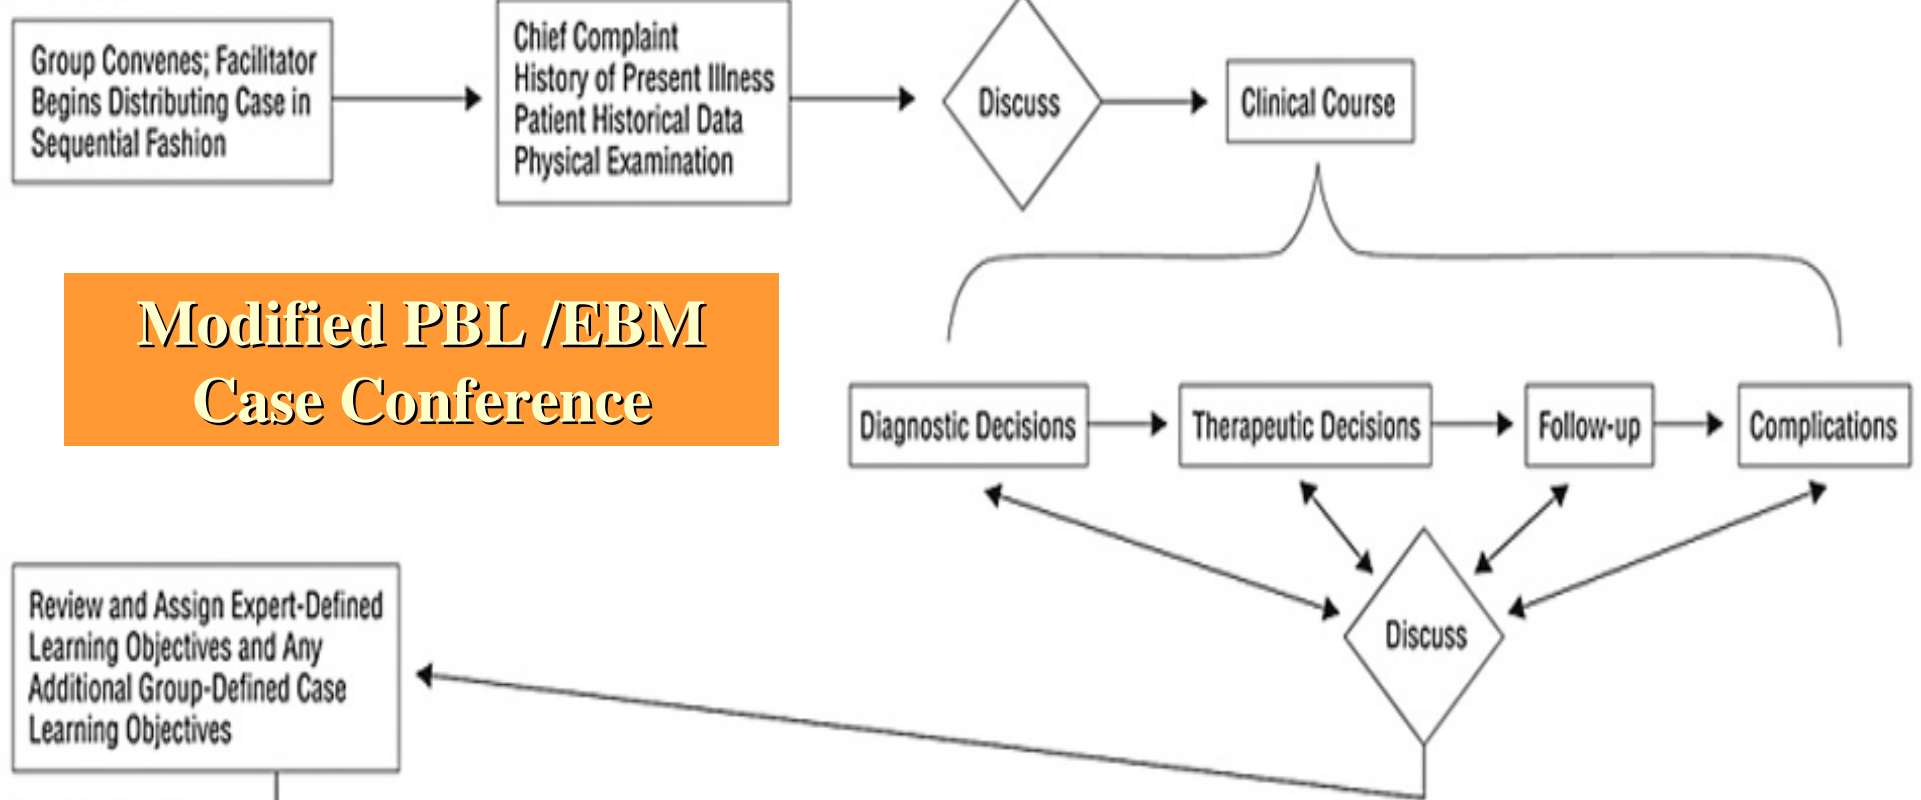 Group Convenes; Facilitator
Begins Distributing Case in
Sequential Fashion
Chief Complaint
History of Present Illness
Patient Historical Data
Physical Examination
Discuss
Clinical Course
Modified PBL /EBM
Case Conference
Diagnostic Decisions
Therapeutic Decisions
Follow-up
Complications
Discuss
Review and Assign Expert-Defined
Learning Objectives and Any
Additional Group-Defined Case
Learning Objectives